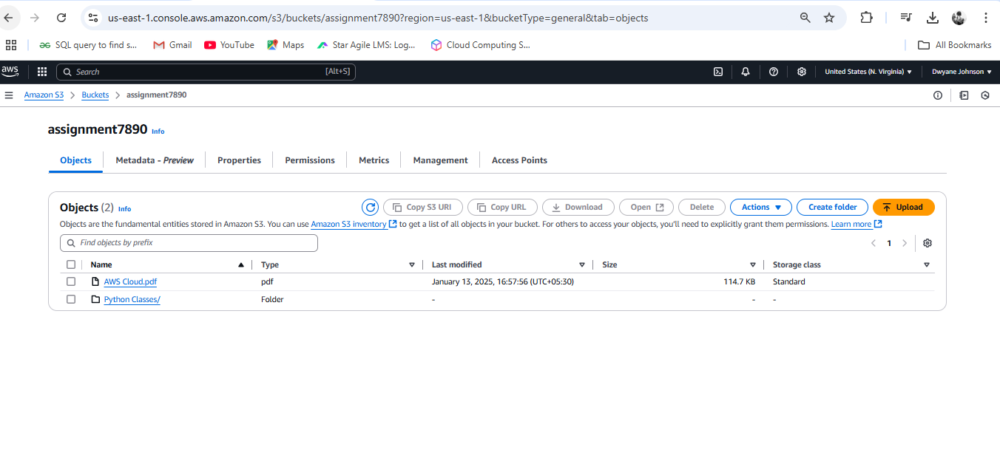 us-east-1.console.aws.amazon.com/s3/buckets/assignment7890?region=us-east-1&bucketType=general&tab=objects
SQL query to find s... Gmail YouTube Maps Star Agile LMS: Log... Cloud Computing S... All Bookmarks
aws Search [Alt+S] United States (N. Virginia) Dwyane Johnson
Amazon S3 Buckets assignment7890
assignment7890 Info
Objects Metadata - Preview Properties Permissions Metrics Management Access Points
Objects (2) Info Copy S3 URI Copy URL Download Open Delete Actions Create folder Upload
Objects are the fundamental entities stored in Amazon S3. You can use Amazon S3 inventory to get a list of all objects in your bucket. For others to access your objects, you'll need to explicitly grant them permissions. Learn more
Find objects by prefix 1
Name Type Last modified Size Storage class
AWS Cloud.pdf pdf January 13, 2025, 16:57:56 (UTC+05:30) 114.7 KB Standard
Python Classes/ Folder - - -